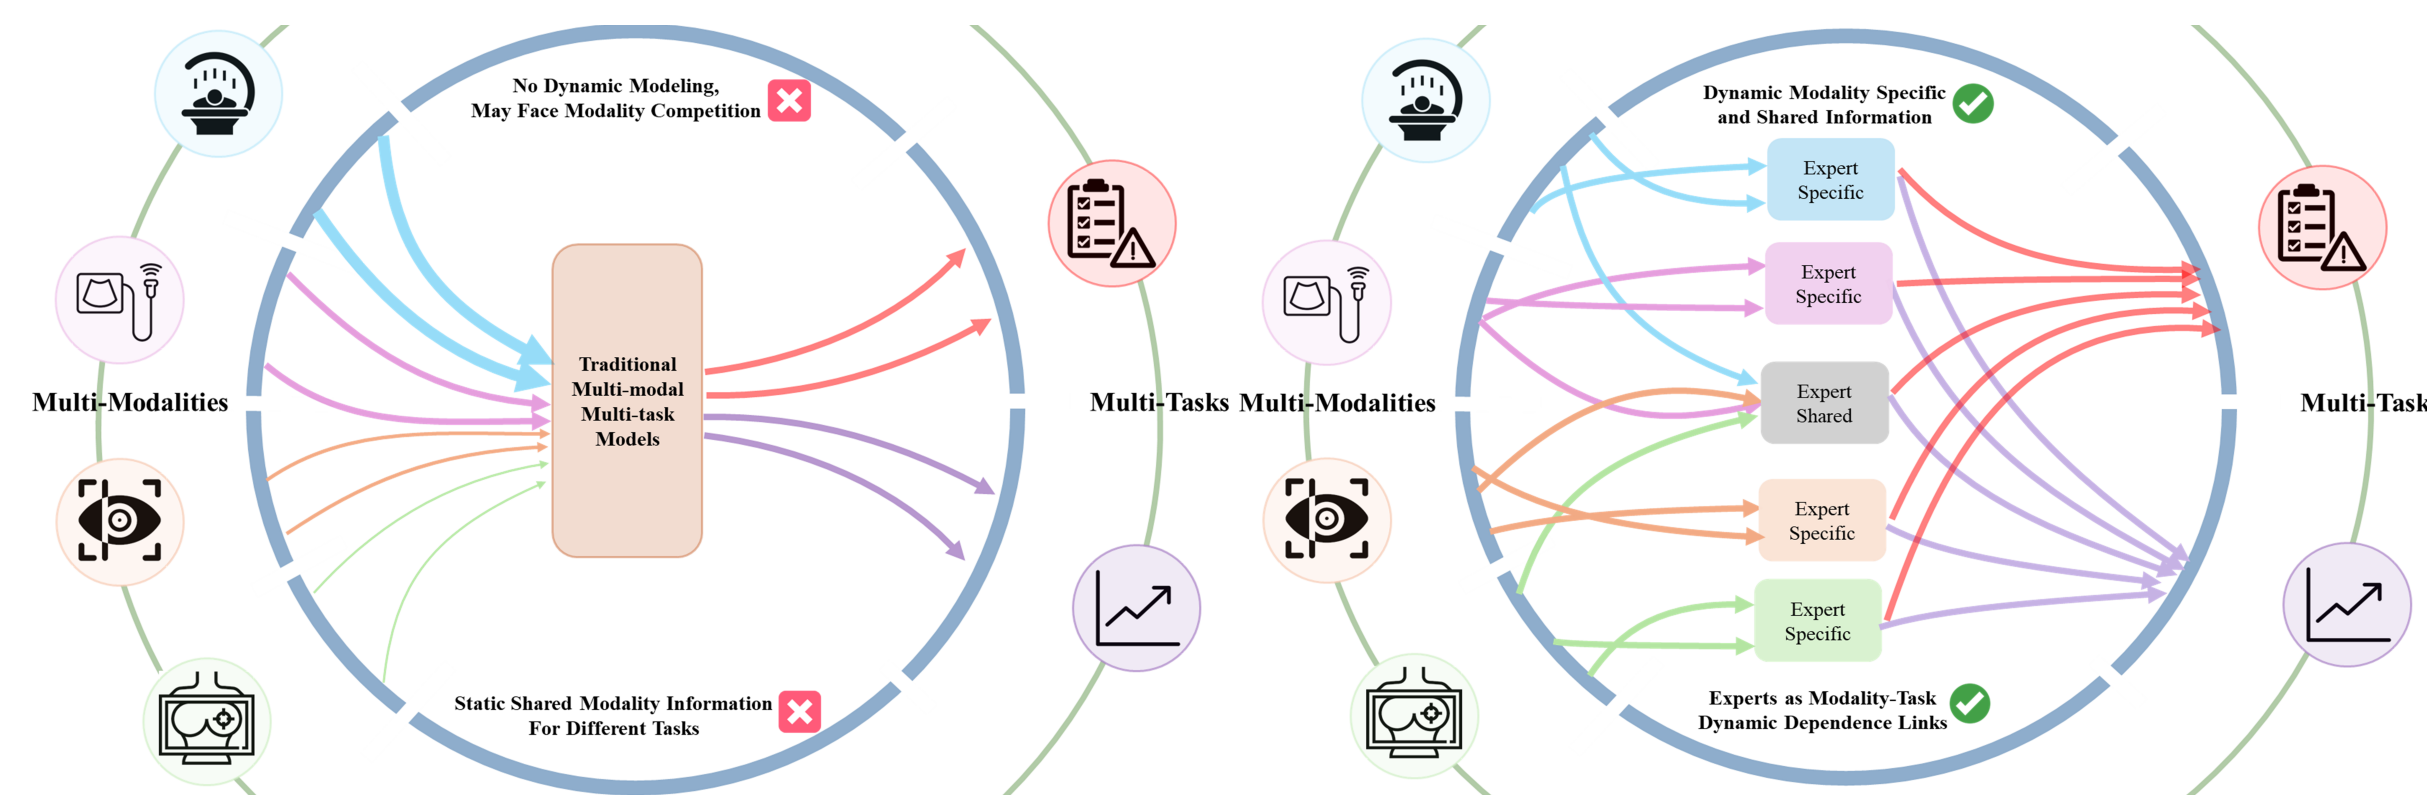 No Dynamic Modeling,
May Face Modality Competition
Multi-Modalities
Traditional
Multi-modal
Multi-task
Models
Multi-Tasks
Static Shared Modality Information
For Different Tasks
Dynamic Modality Specific
and Shared Information
Expert
Specific
Expert
Specific
Multi-Modalities
Expert
Shared
Multi-Task
Expert
Specific
Expert
Specific
Experts as Modality-Task
Dynamic Dependence Links